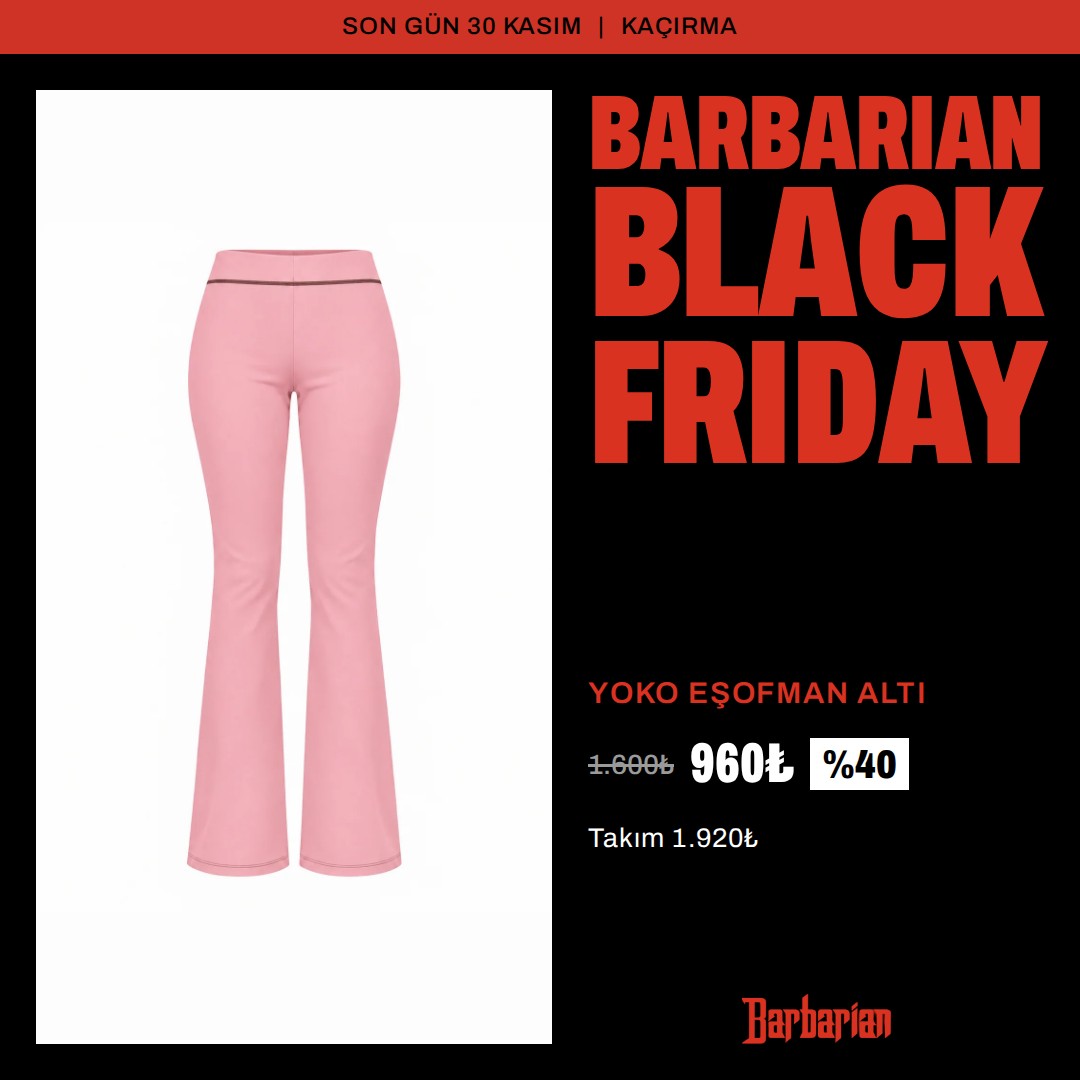 SON GÜN 30 KASIM | KAÇIRMA
BARBARIAN
BLACK
FRIDAY
YOKO EŞOFMAN ALTI
1.600₺ 960₺ %40
Takım 1.920₺
Barbarian